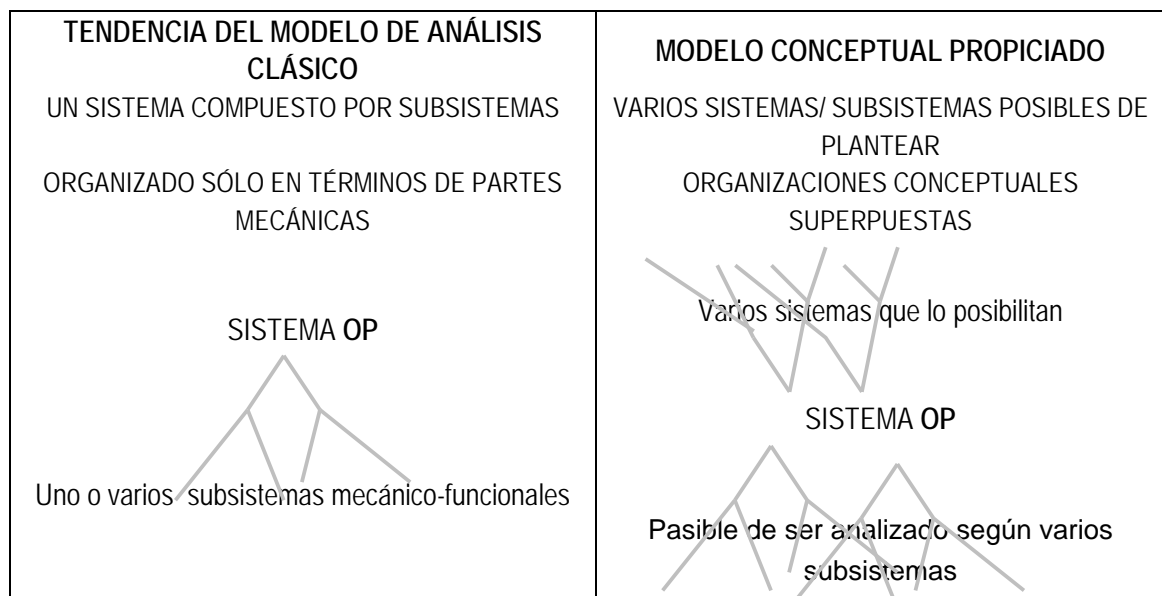 TENDENCIA DEL MODELO DE ANÁLISIS
CLÁSICO
UN SISTEMA COMPUESTO POR SUBSISTEMAS
ORGANIZADO SÓLO EN TÉRMINOS DE PARTES
MECÁNICAS
SISTEMA OP
Uno o varios subsistemas mecánico-funcionales
MODELO CONCEPTUAL PROPICIADO
VARIOS SISTEMAS/ SUBSISTEMAS POSIBLES DE
PLANTEAR
ORGANIZACIONES CONCEPTUALES
SUPERPUESTAS
Varios sistemas que lo posibilitan
SISTEMA OP
Pasible de ser analizado según varios
subsistemas